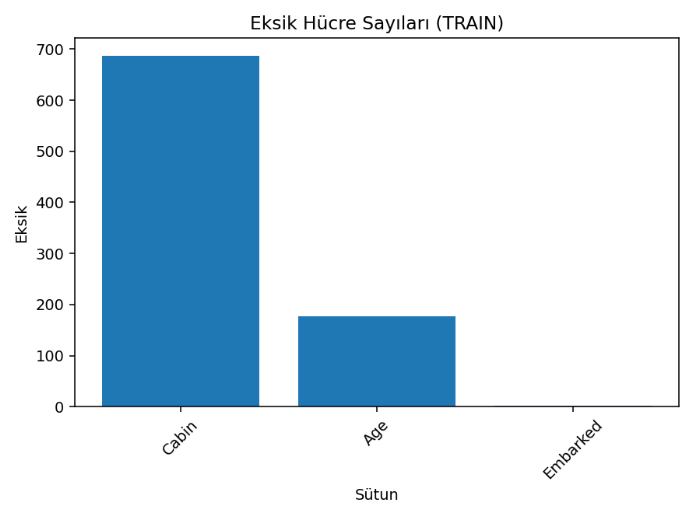 Eksik Hücre Sayıları (TRAIN)
700
600
500
400
300
200
100
0
Eksik
Cabin
Age
Embarked
Sütun